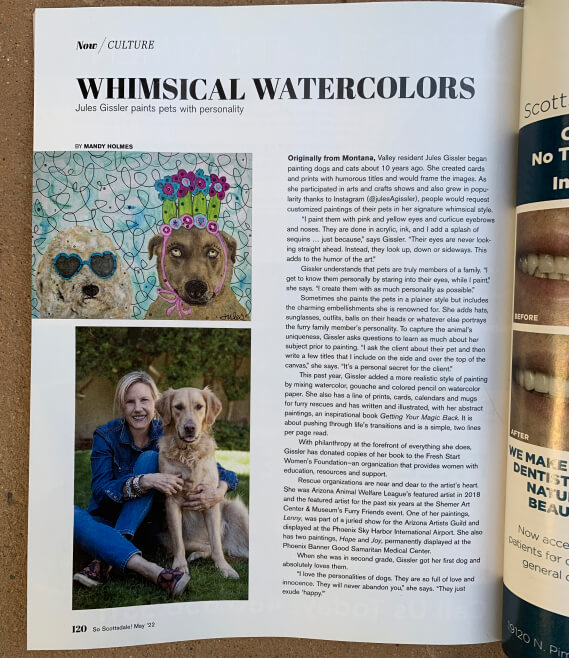 Now / CULTURE
WHIMSICAL WATERCOLORS
Jules Gissler paints pets with personality
BY MANDY HOLMES
Originally from Montana, Valley resident Jules Gissler began
painting dogs and cats about 10 years ago. She created cards
and prints with humorous titles and would frame the images. As
she participated in arts and crafts shows and also grew in popu-
larity thanks to Instagram (@julesAgissler), people would request
customized paintings of their pets in her signature whimsical style.
"I paint them with pink and yellow eyes and curlicue eyebrows
and noses. They are done in acrylic, ink, and I add a splash of
sequins … just because," says Gissler. "Their eyes are never look-
ing straight ahead. Instead, they look up, down or sideways. This
adds to the humor of the art."
Gissler understands that pets are truly members of a family. "I
get to know them personally by staring into their eyes, while I paint,"
she says. "I create them with as much personality as possible."
Sometimes she paints the pets in a plainer style but includes
the charming embellishments she is renowned for. She adds hats,
sunglasses, outfits, balls on their heads or whatever else portrays
the furry family member's personality. To capture the animal's
uniqueness, Gissler asks questions to learn as much about her
subject prior to painting. "I ask the client about their pet and then
write a few titles that I include on the side and over the top of the
canvas," she says. "It's a personal secret for the client."
This past year, Gissler added a more realistic style of painting
by mixing watercolor, gouache and colored pencil on watercolor
paper. She also has a line of prints, cards, calendars and mugs
for furry rescues and has written and illustrated, with her abstract
paintings, an inspirational book Getting Your Magic Back. It is
about pushing through life's transitions and is a simple, two lines
per page read.
With philanthropy at the forefront of everything she does,
Gissler has donated copies of her book to the Fresh Start
Women's Foundation—an organization that provides women with
education, resources and support.
Rescue organizations are near and dear to the artist's heart.
She was Arizona Animal Welfare League's featured artist in 2018
and the featured artist for the past six years at the Shemer Art
Center & Museum's Furry Friends event. One of her paintings,
Lenny, was part of a juried show for the Arizona Artists Guild and
displayed at the Phoenix Sky Harbor International Airport. She also
has two paintings, Hope and Joy, permanently displayed at the
Phoenix Banner Good Samaritan Medical Center.
When she was in second grade, Gissler got her first dog and
absolutely loves them.
"I love the personalities of dogs. They are so full of love and
innocence. They will never abandon you," she says. "They just
exude 'happy.'"
120 So Scottsdale! May '22
Scotts
No T
In
BEFORE
AFTER
WE MAKE
DENTIST
NATU
BEAU
Now acce
patients for c
general c
19120 N. Pim